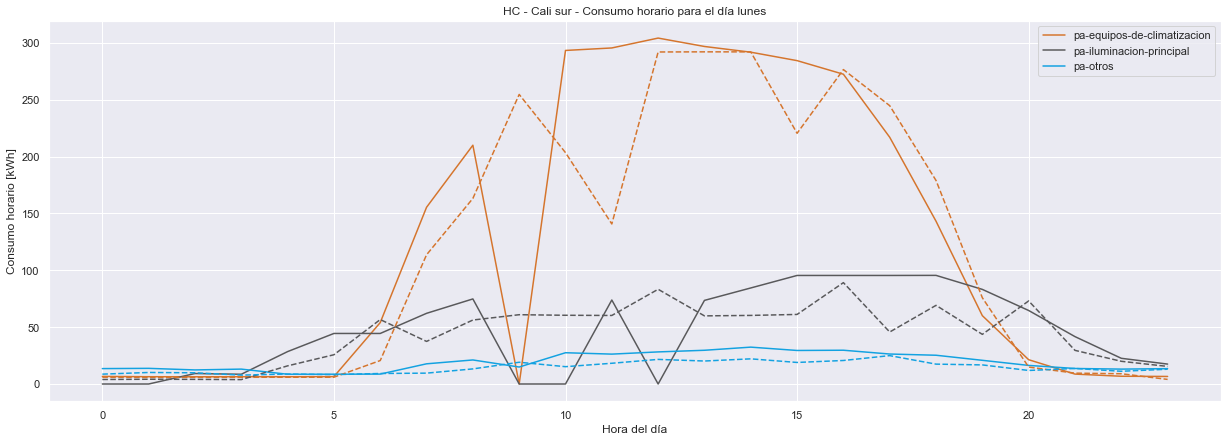 HC - Cali sur - Consumo horario para el día lunes
pa-equipos-de-climatizacion
pa-iluminacion-principal
pa-otros
Consumo horario [kWh]
300
250
200
150
100
50
0
0 5 10 15 20
Hora del día